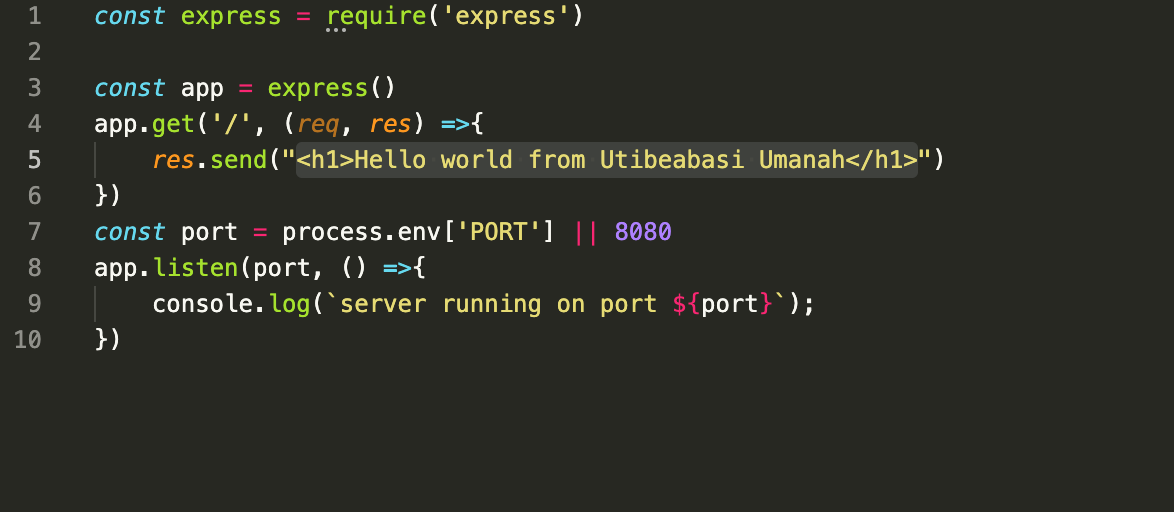 1 const express = require('express')
2
3 const app = express()
4 app.get('/', (req, res) =>{
5     res.send("<h1>Hello world from Utibeabasi Umanah</h1>")
6 })
7 const port = process.env['PORT'] || 8080
8 app.listen(port, () =>{
9     console.log(`server running on port ${port}`);
10 })